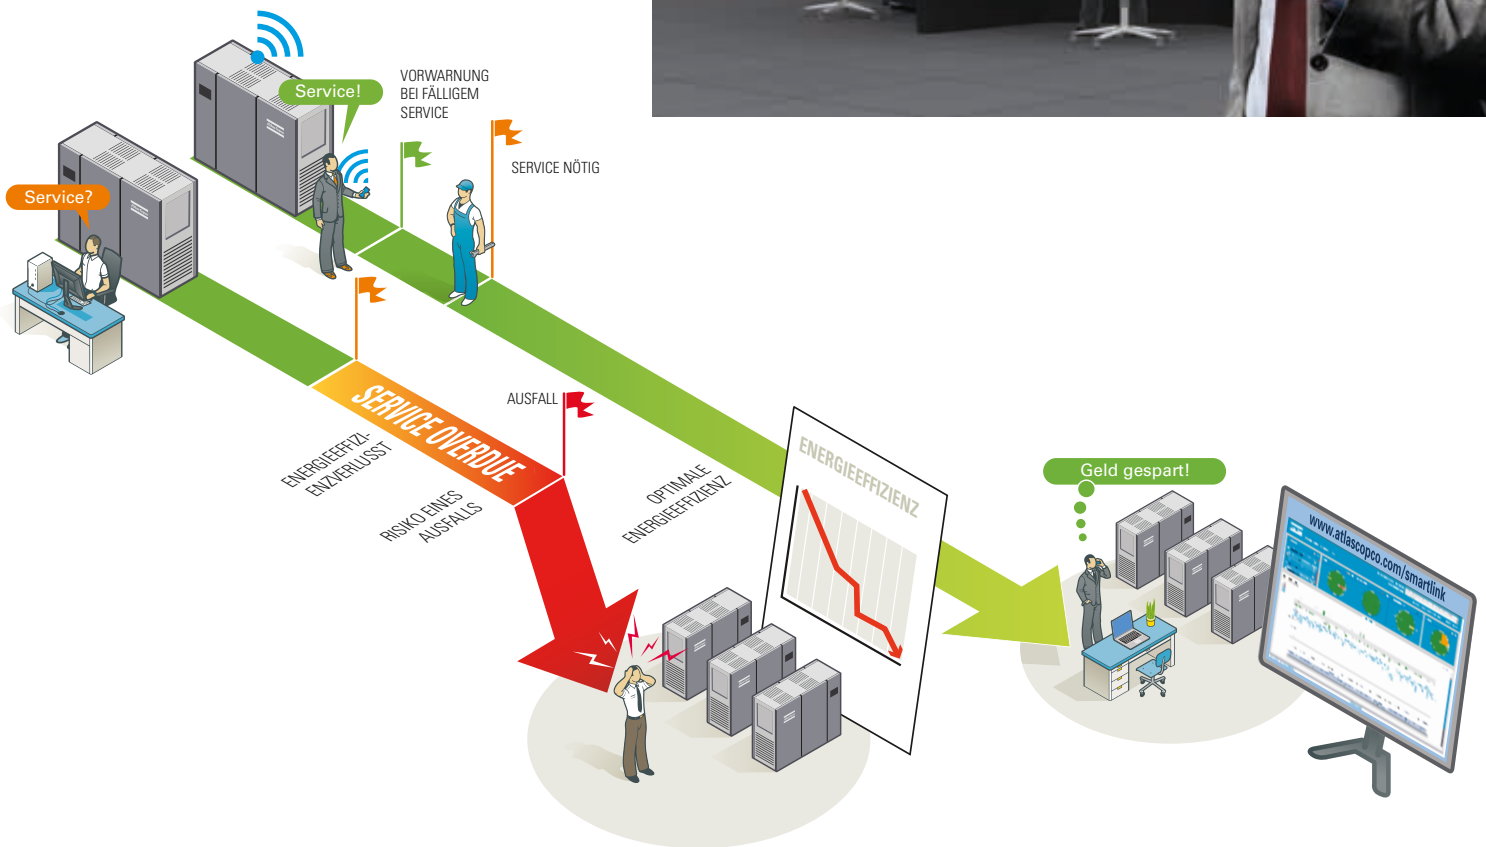 Service!
VORWARNUNG
BEI FÄLLIGEM
SERVICE
SERVICE NÖTIG
Service?
SERVICE OVERDUE
AUSFALL
ENERGIEEFFIZI-
ENZVERLUSST
RISIKO EINES
AUSFALLS
OPTIMALE
ENERGIEEFFIZIENZ
ENERGIEEFFIZIENZ
Geld gespart!
www.atlascopco.com/smartlink